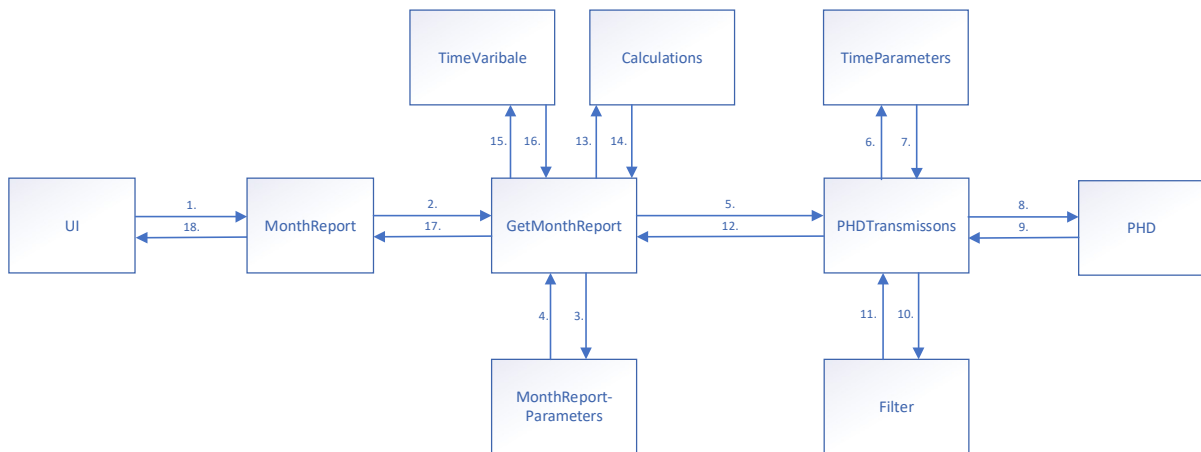 TimeVaribale
Calculations
TimeParameters
15.
16.
13.
14.
6.
7.
UI
1.
18.
MonthReport
2.
17.
GetMonthReport
5.
12.
PHDTransmissons
8.
9.
PHD
4.
3.
11.
10.
MonthReport-
Parameters
Filter